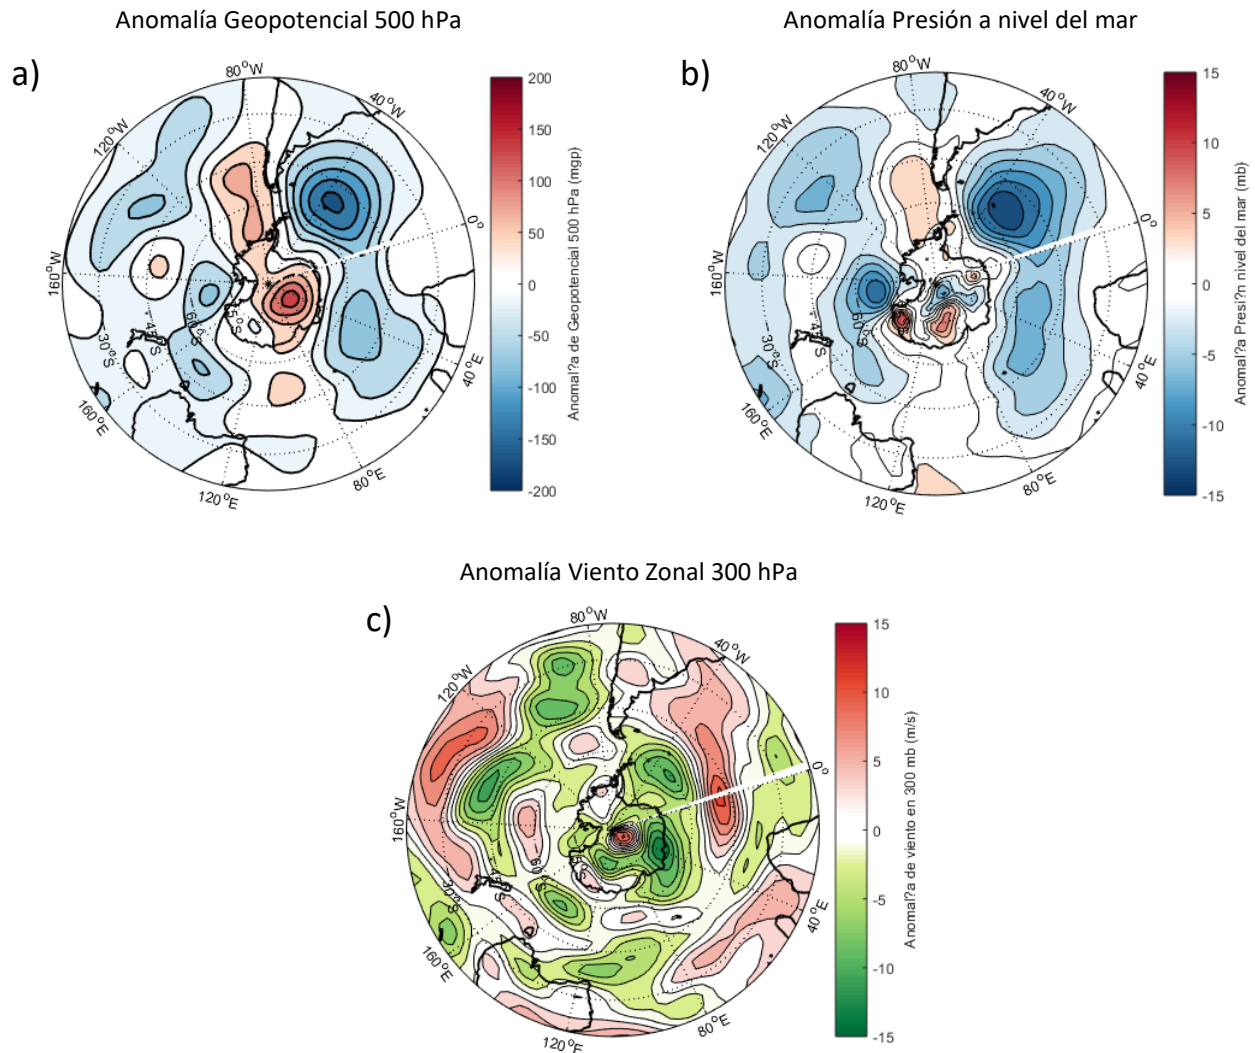 Anomalía Geopotencial 500 hPa
Anomalía Presión a nivel del mar
a)
80°W
40°W
0°
40°E
80°E
120°E
160°E
160°W
120°W
30°S
45°S
60°S
200
150
100
50
0
-50
-100
-150
-200
Anomal?a de Geopotencial 500 hPa (mgp)
b)
80°W
40°W
0°
40°E
80°E
120°E
160°E
160°W
120°W
30°S
45°S
60°S
15
10
5
0
-5
-10
-15
Anomal?a Presi?n nivel del mar (mb)
Anomalía Viento Zonal 300 hPa
c)
80°W
40°W
0°
40°E
80°E
120°E
160°E
160°W
120°W
30°S
45°S
60°S
15
10
5
0
-5
-10
-15
Anomal?a de viento en 300 mb (m/s)